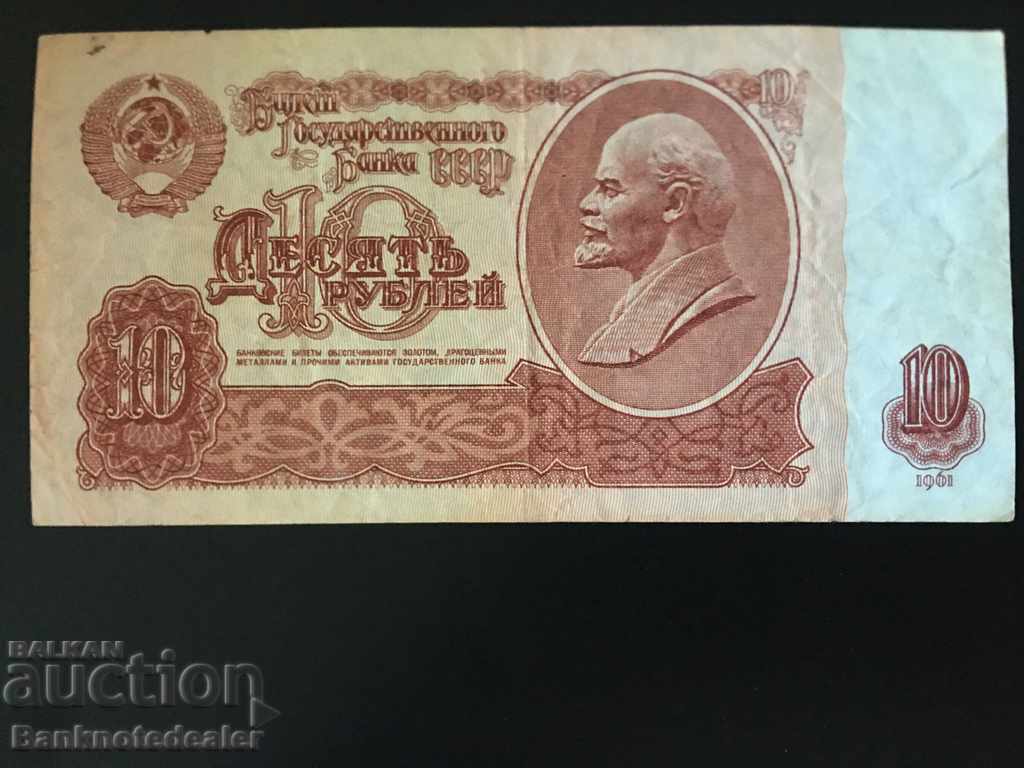 Билет
Государственного
Банка СССР
10
10
Десять
рублей
БАНКОВСКИЕ БИЛЕТЫ ОБЕСПЕЧИВАЮТСЯ ЗОЛОТОМ, ДРАГОЦЕННЫМИ
МЕТАЛЛАМИ И ПРОЧИМИ АКТИВАМИ ГОСУДАРСТВЕННОГО БАНКА
10
10
1961
BALKAN
auction
Banknotedealer